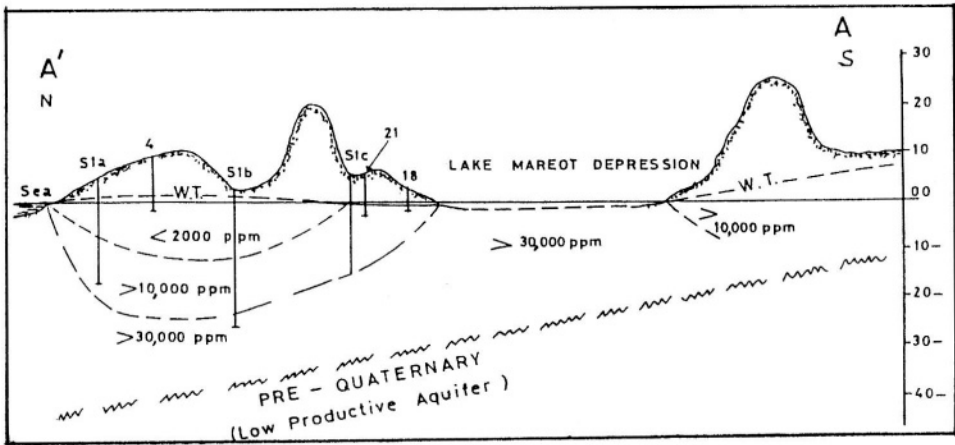 A'
N
A
S
30
20
10
00
10—
20—
30—
40—
Sea
S1a
4
S1b
S1c
21
18
W.T.
LAKE MAREOT DEPRESSION
W.T.
< 2000 ppm
>10,000 ppm
>30,000 ppm
> 30,000 ppm
>
10,000 ppm
PRE - QUATERNARY
(Low Productive Aquifer)